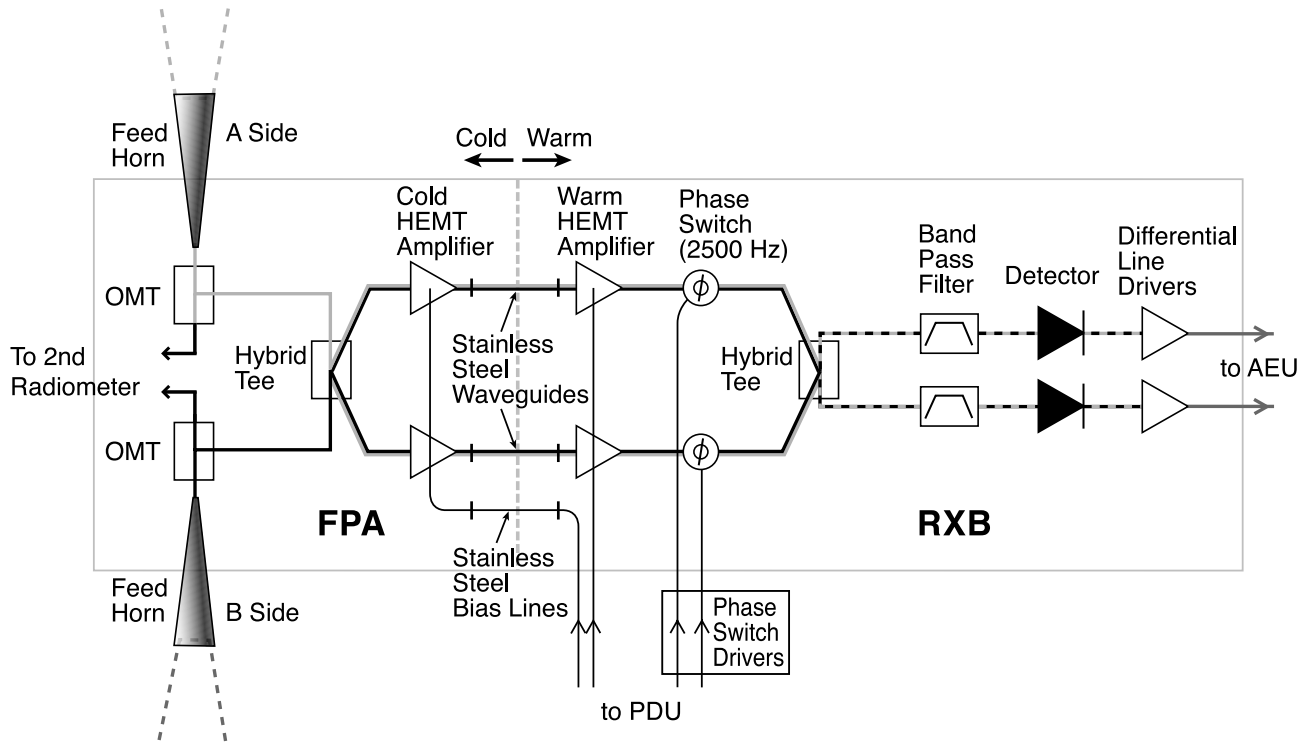 Feed
Horn
A Side
Cold
Warm
Cold
HEMT
Amplifier
Warm
HEMT
Amplifier
Phase
Switch
(2500 Hz)
Band
Pass
Filter
Detector
Differential
Line
Drivers
OMT
To 2nd
Radiometer
Hybrid
Tee
Stainless
Steel
Waveguides
Hybrid
Tee
to AEU
OMT
ϕ
ϕ
FPA
RXB
Stainless
Steel
Bias Lines
Feed
Horn
B Side
Phase
Switch
Drivers
to PDU